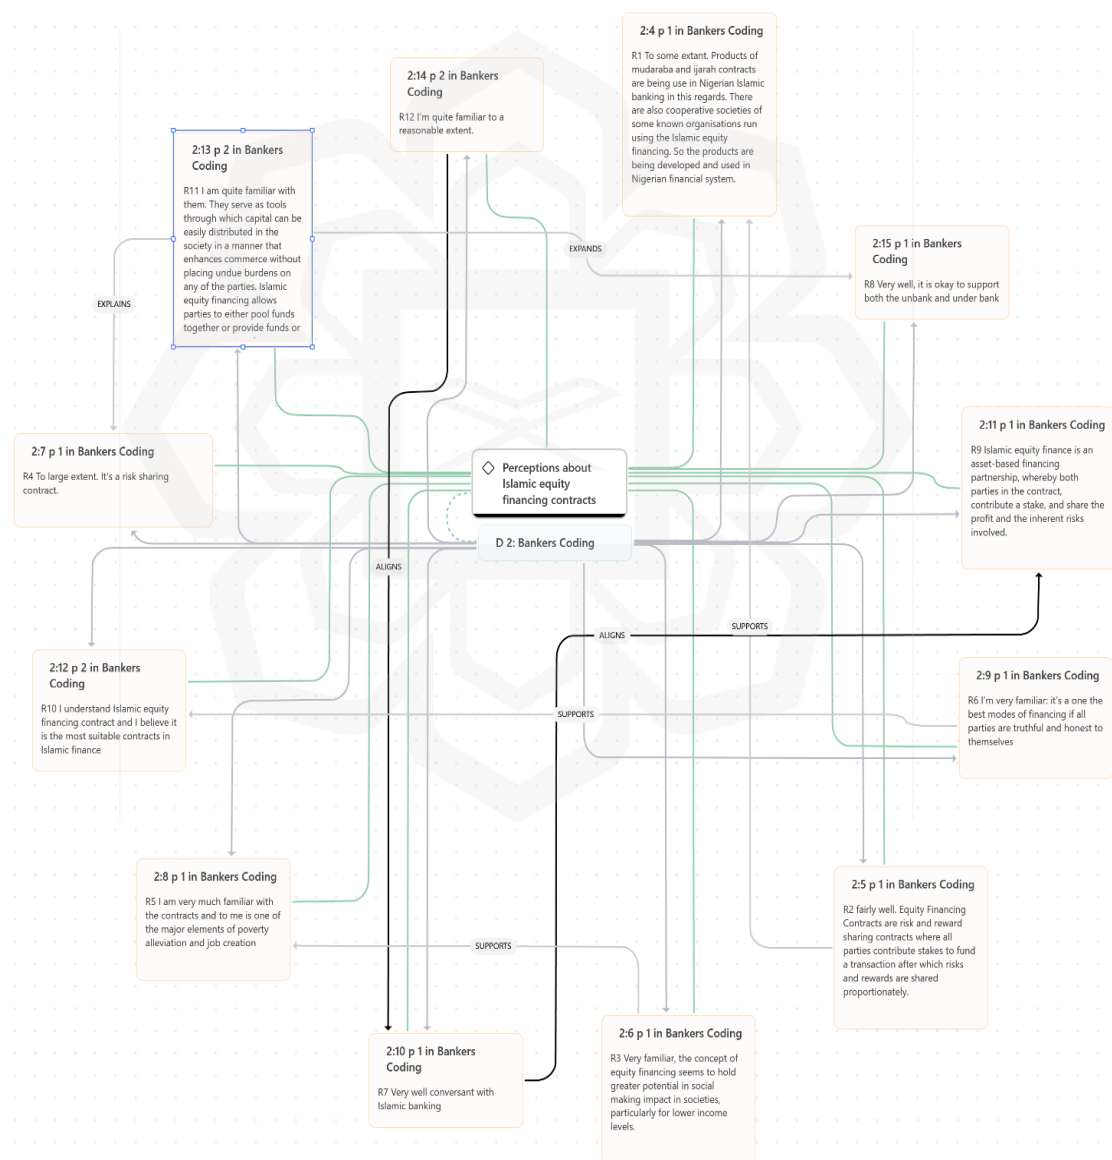 2:4 p 1 in Bankers Coding
R1 To some extant. Products of
mudaraba and ijarah contracts
are being use in Nigerian Islamic
banking in this regards. There
are also cooperative societies of
some known organisations run
using the Islamic equity
financing. So the products are
being developed and used in
Nigerian financial system.
2:14 p 2 in Bankers
Coding
R12 I'm quite familiar to a
reasonable extent.
2:13 p 2 in Bankers
Coding
R11 I am quite familiar with
them. They serve as tools
through which capital can be
easily distributed in the
society in a manner that
enhances commerce without
placing undue burdens on
any of the parties. Islamic
equity financing allows
parties to either pool funds
together or provide funds or
EXPANDS
2:15 p 1 in Bankers
Coding
R8 Very well, it is okay to support
both the unbank and under bank
EXPLAINS
2:7 p 1 in Bankers Coding
R4 To large extent. It's a risk sharing
contract.
Perceptions about
Islamic equity
financing contracts
D 2: Bankers Coding
2:11 p 1 in Bankers Coding
R9 Islamic equity finance is an
asset-based financing
partnership, whereby both
parties in the contract,
contribute a stake, and share the
profit and the inherent risks
involved.
ALIGNS
ALIGNS
SUPPORTS
2:12 p 2 in Bankers
Coding
R10 I understand Islamic equity
financing contract and I believe it
is the most suitable contracts in
Islamic finance
SUPPORTS
2:9 p 1 in Bankers Coding
R6 I'm very familiar: it's a one the
best modes of financing if all
parties are truthful and honest to
themselves
2:8 p 1 in Bankers Coding
R5 I am very much familiar with
the contracts and to me is one of
the major elements of poverty
alleviation and job creation
SUPPORTS
2:5 p 1 in Bankers Coding
R2 fairly well. Equity Financing
Contracts are risk and reward
sharing contracts where all
parties contribute stakes to fund
a transaction after which risks
and rewards are shared
proportionately.
2:10 p 1 in Bankers
Coding
R7 Very well conversant with
Islamic banking
2:6 p 1 in Bankers Coding
R3 Very familiar, the concept of
equity financing seems to hold
greater potential in social
making impact in societies,
particularly for lower income
levels.